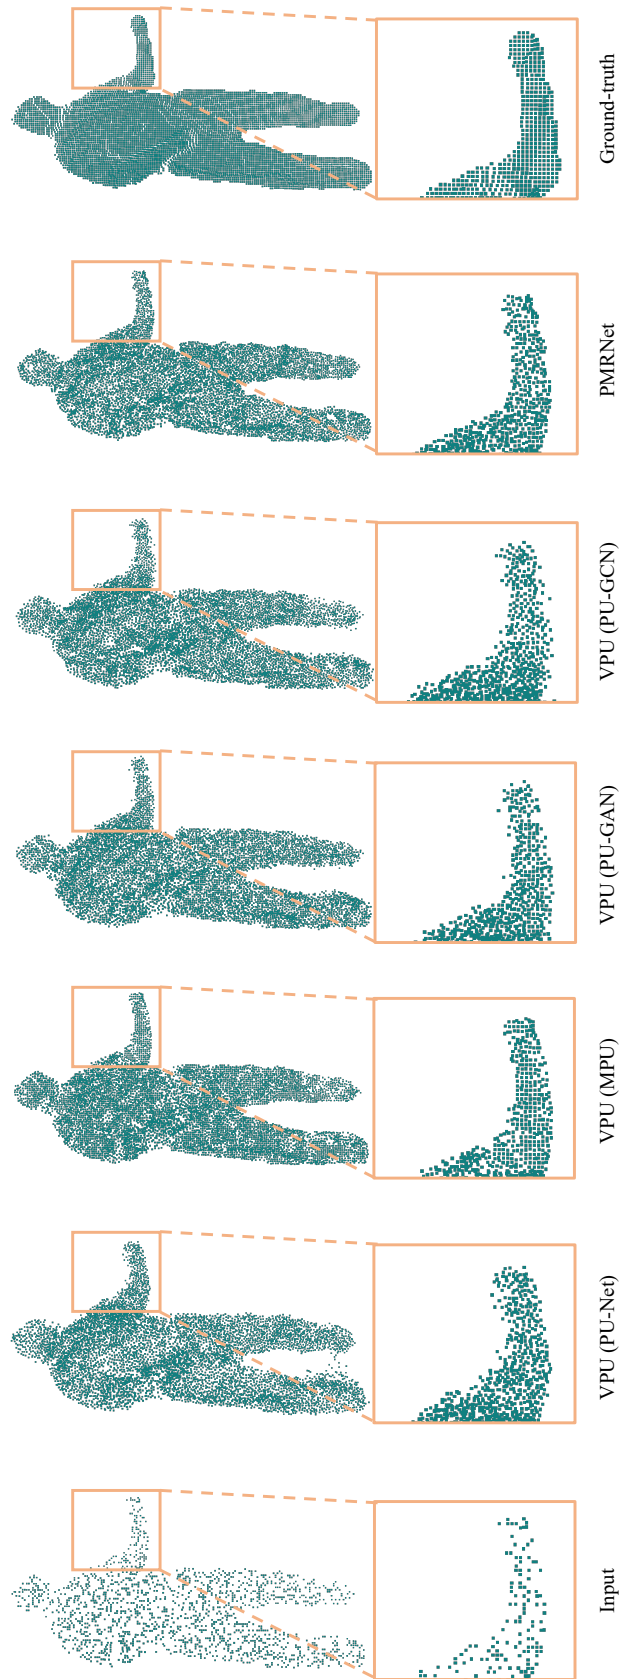 Ground-truth
PMRNet
VPU (PU-GCN)
VPU (PU-GAN)
VPU (MPU)
VPU (PU-Net)
Input